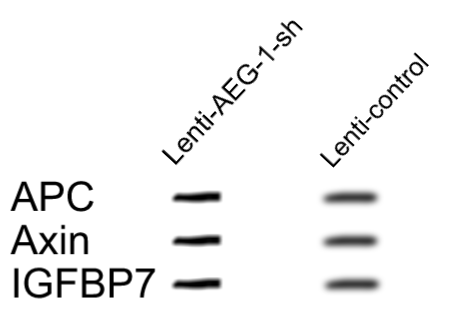 Lenti-AEG-1-sh
Lenti-control
APC
Axin
IGFBP7